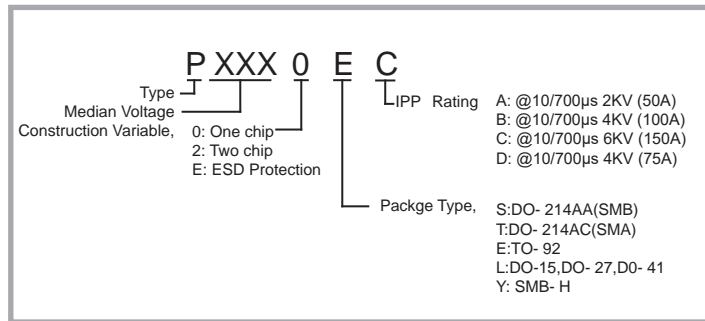 P XXX 0 E C
Type
Median Voltage
Construction Variable,
0: One chip
2: Two chip
E: ESD Protection
IPP Rating
A: @10/700µs 2KV (50A)
B: @10/700µs 4KV (100A)
C: @10/700µs 6KV (150A)
D: @10/700µs 4KV (75A)
Packge Type,
S:DO- 214AA(SMB)
T:DO- 214AC(SMA)
E:TO- 92
L:DO-15,DO- 27,D0- 41
Y: SMB- H